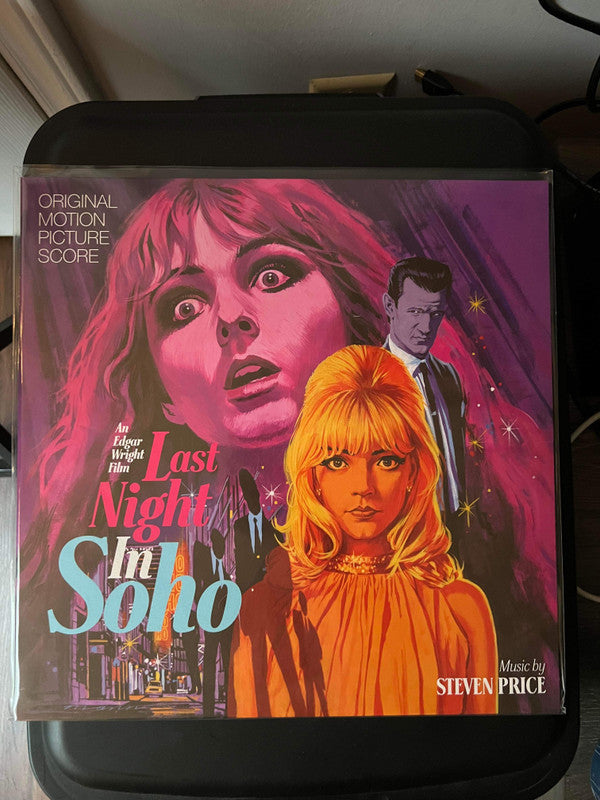 ORIGINAL
MOTION
PICTURE
SCORE
An
Edgar
Wright
Film
Last
Night
In
Soho
Music by
STEVEN PRICE